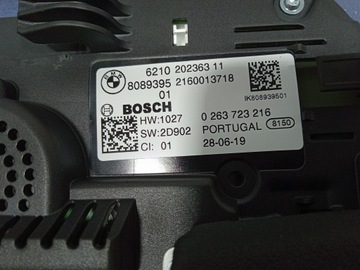 6210 202363 11
8089395 2160013718
01
IK808939501
BOSCH
HW:1027 0 263 723 216
SW:2D902 PORTUGAL 8150
CI: 01 28-06-19